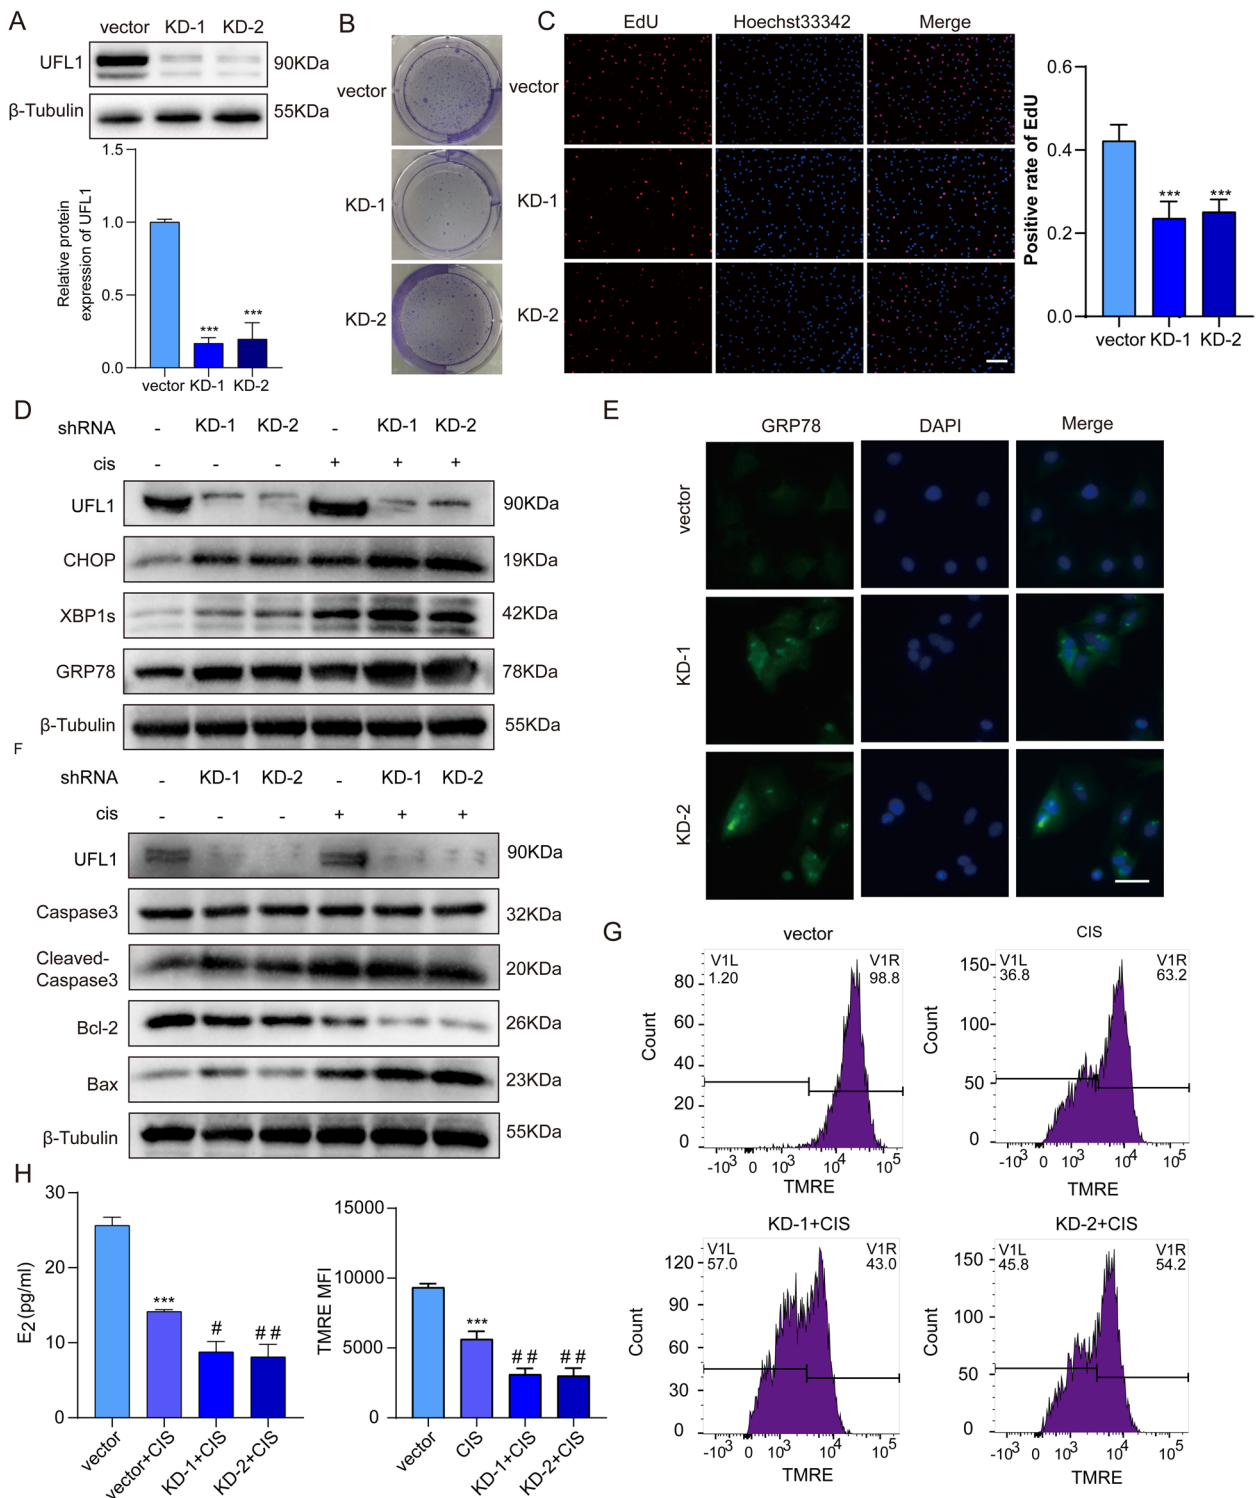 A
vector KD-1 KD-2
UFL1 90KDa
β-Tubulin 55KDa
Relative protein
expression of UFL1
1.5
1.0
0.5
0.0
*** ***
vector KD-1 KD-2
B
vector
KD-1
KD-2
C
EdU Hoechst33342 Merge
vector
KD-1
KD-2
Positive rate of EdU
0.6
0.4
0.2
0.0
*** ***
vector KD-1 KD-2
D
shRNA - KD-1 KD-2 - KD-1 KD-2
cis - - - + + +
UFL1 90KDa
CHOP 19KDa
XBP1s 42KDa
GRP78 78KDa
β-Tubulin 55KDa
E
GRP78 DAPI Merge
vector
KD-1
KD-2
F
shRNA - KD-1 KD-2 - KD-1 KD-2
cis - - - + + +
UFL1 90KDa
Caspase3 32KDa
Cleaved-
Caspase3 20KDa
Bcl-2 26KDa
Bax 23KDa
β-Tubulin 55KDa
G
vector
V1L V1R
1.20 98.8
Count
80
60
40
20
0
-10³ 0 10³ 10⁴ 10⁵
TMRE
CIS
V1L V1R
36.8 63.2
Count
150
100
50
0
-10³ 0 10³ 10⁴ 10⁵
TMRE
KD-1+CIS
V1L V1R
57.0 43.0
Count
120
90
60
30
0
-10³ 0 10³ 10⁴ 10⁵
TMRE
KD-2+CIS
V1L V1R
45.8 54.2
Count
150
100
50
0
-10³ 0 10³ 10⁴ 10⁵
TMRE
H
E₂ (pg/ml)
30
20
10
0
*** # ##
vector vector+CIS KD-1+CIS KD-2+CIS
TMRE MFI
15000
10000
5000
0
*** ## ##
vector CIS KD-1+CIS KD-2+CIS